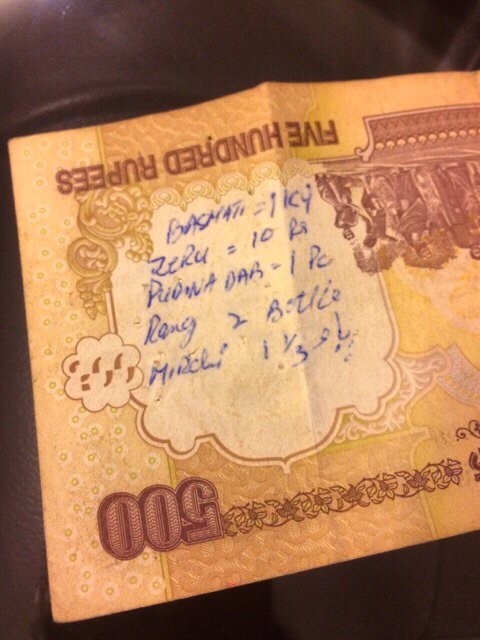 FIVE HUNDRED RUPEES
BASMATI = 1 Kg
ZERU = 10 Rs
PUDINA DAB - 1 Pc
Rang 2 Bottle
Mirchi 1 1/3
500